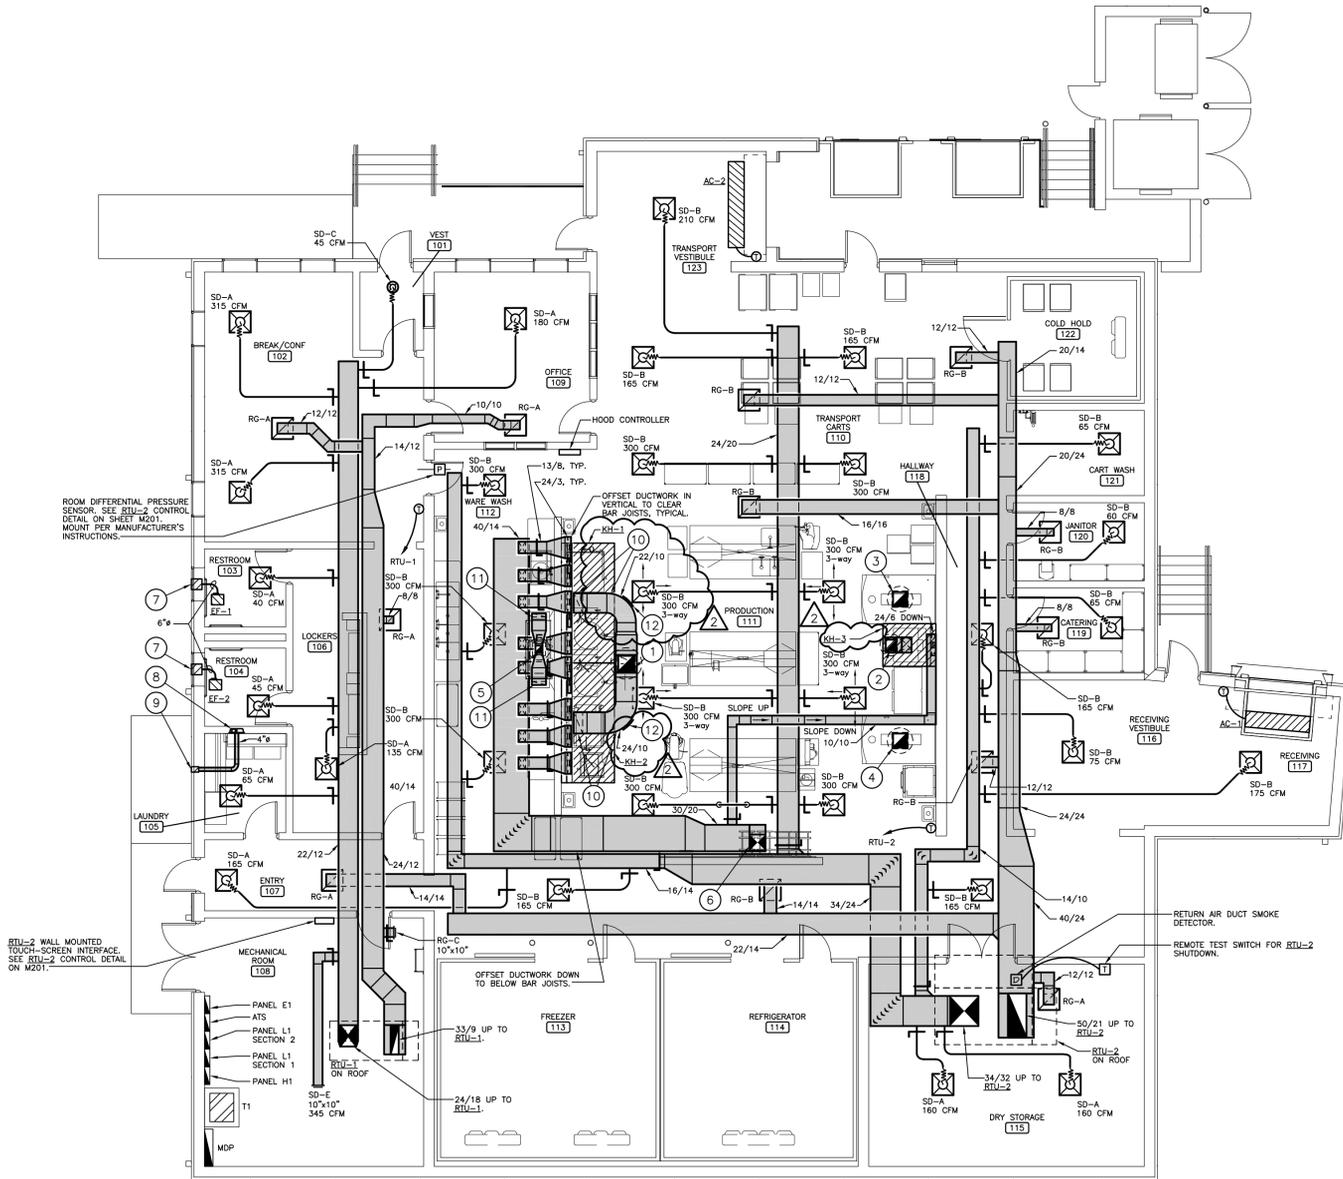 AC-2
SD-B
210 CFM
SD-C
45 CFM
VEST
101
TRANSPORT
VESTIBULE
123
T
SD-A
315 CFM
SD-A
180 CFM
BREAK/CONF
102
OFFICE
109
SD-B
165 CFM
SD-B
165 CFM
12/12
COLD HOLD
122
20/14
RG-B
12/12
RG-B
RG-A
12/12
10/10
RG-A
HOOD CONTROLLER
TRANSPORT
CARTS
110
24/20
14/12
SD-B
65 CFM
SD-B
300 CFM
SD-B
300 CFM
13/8, TYP.
24/3, TYP.
SD-A
315 CFM
P
HALLWAY
118
20/24
CART WASH
121
SD-B
300 CFM
WARE WASH
112
OFFSET DUCTWORK IN
VERTICAL TO CLEAR
BAR JOISTS, TYPICAL.
RG-B
16/16
ROOM DIFFERENTIAL PRESSURE
SENSOR. SEE RTU-2 CONTROL
DETAIL ON SHEET M201.
MOUNT PER MANUFACTURER'S
INSTRUCTIONS.
T
RTU-1
40/14
KH-1
10
22/10
SD-B
60 CFM
8/8
JANITOR
120
RG-B
SD-B
300 CFM
3-way
RESTROOM
103
SD-A
40 CFM
7
EF-1
6"ø
SD-B
300 CFM
8/8
RG-A
11
3
SD-B
300 CFM
3-way
12
2
PRODUCTION
111
2
24/6 DOWN
KH-3
SD-B
65 CFM
8/8
CATERING
119
RG-B
LOCKERS
106
RESTROOM
104
7
EF-2
SD-A
45 CFM
1
2
SD-B
300 CFM
3-way
8
9
4"ø
5
11
SD-B
300 CFM
SD-B
300 CFM
3-way
12
SLOPE UP
SLOPE DOWN
10/10
SD-B
165 CFM
T
AC-1
RECEIVING
VESTIBULE
116
RECEIVING
117
SD-A
135 CFM
SD-A
65 CFM
24/10
KH-2
2
4
SD-B
75 CFM
SD-B
175 CFM
40/14
10
SD-B
300 CFM
SD-B
300 CFM
RG-B
12/12
LAUNDRY
105
30/20
RTU-2
T
24/24
22/12
24/12
SD-A
165 CFM
ENTRY
107
RG-A
14/14
16/14
SD-B
165 CFM
6
RG-B
14/14
34/24
SD-B
165 CFM
14/10
40/24
RTU-2 WALL MOUNTED
TOUCH-SCREEN INTERFACE.
SEE RTU-2 CONTROL DETAIL
ON M201.
MECHANICAL
ROOM
108
RG-C
10"x10"
22/14
RETURN AIR DUCT SMOKE
DETECTOR.
REMOTE TEST SWITCH FOR RTU-2
SHUTDOWN.
T
D
12/12
RG-A
OFFSET DUCTWORK DOWN
TO BELOW BAR JOISTS.
PANEL E1
ATS
PANEL L1
SECTION 2
PANEL L1
SECTION 1
PANEL H1
FREEZER
113
REFRIGERATOR
114
33/9 UP TO
RTU-1.
50/21 UP TO
RTU-2
RTU-2
ON ROOF
RTU-1
ON ROOF
34/32 UP TO
RTU-2
SD-E
10"x10"
345 CFM
24/18 UP TO
RTU-1.
SD-A
160 CFM
SD-A
160 CFM
T1
DRY STORAGE
115
MDP